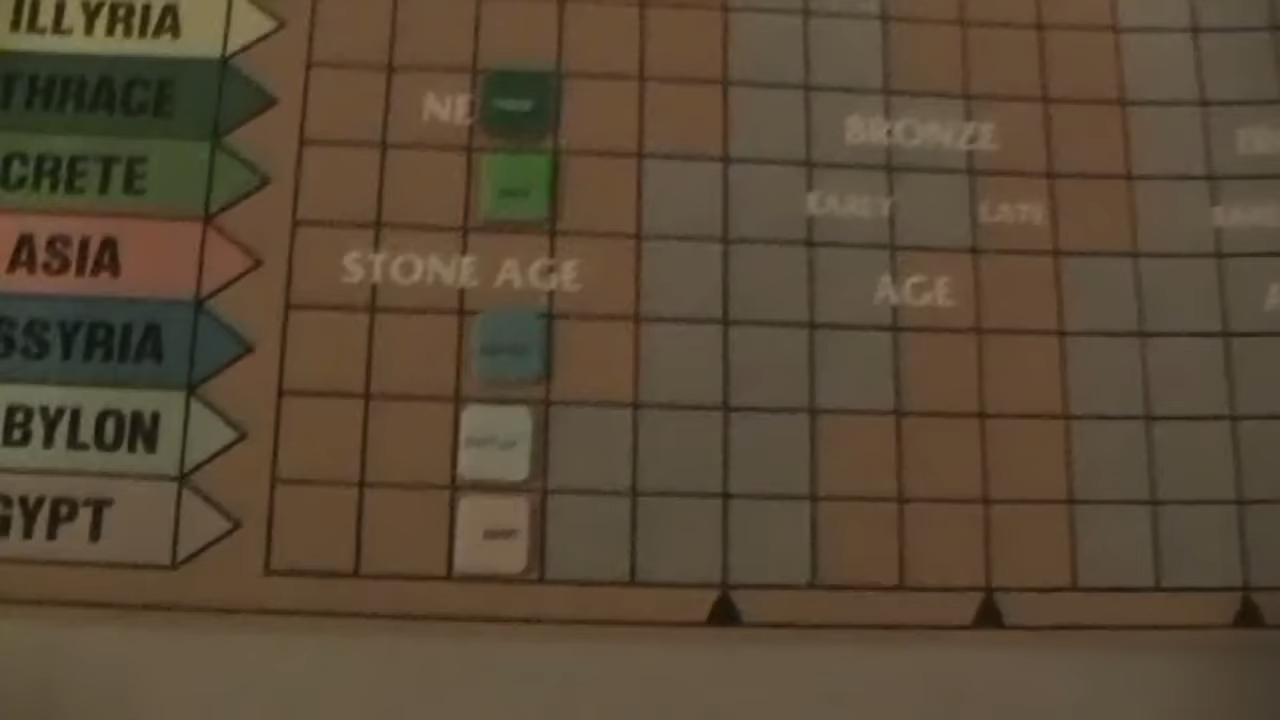 ILLYRIA
THRACE
CRETE
ASIA
SSYRIA
BYLON
GYPT
NE
STONE AGE
BRONZE
EARLY LATE
AGE